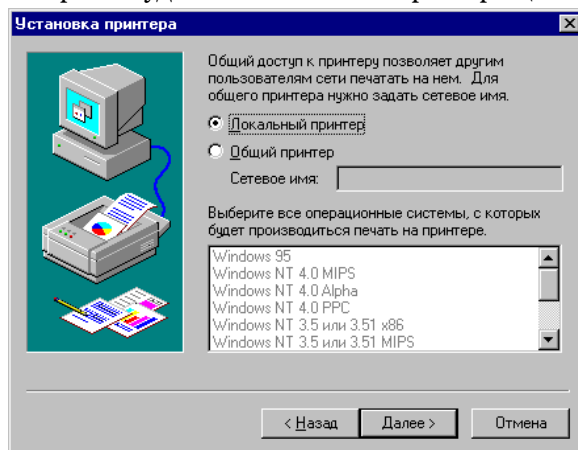 Установка принтера
Общий доступ к принтеру позволяет другим
пользователям сети печатать на нем. Для
общего принтера нужно задать сетевое имя.
Локальный принтер
Общий принтер
Сетевое имя:
Выберите все операционные системы, с которых
будет производиться печать на принтере.
Windows 95
Windows NT 4.0 MIPS
Windows NT 4.0 Alpha
Windows NT 4.0 PPC
Windows NT 3.5 или 3.51 x86
Windows NT 3.5 или 3.51 MIPS
< Назад Далее > Отмена